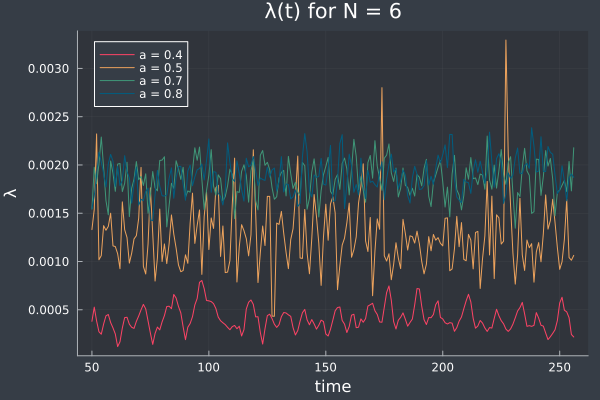 λ(t) for N = 6
a = 0.4
a = 0.5
a = 0.7
a = 0.8
0.0030
0.0025
0.0020
0.0015
0.0010
0.0005
λ
50 100 150 200 250
time